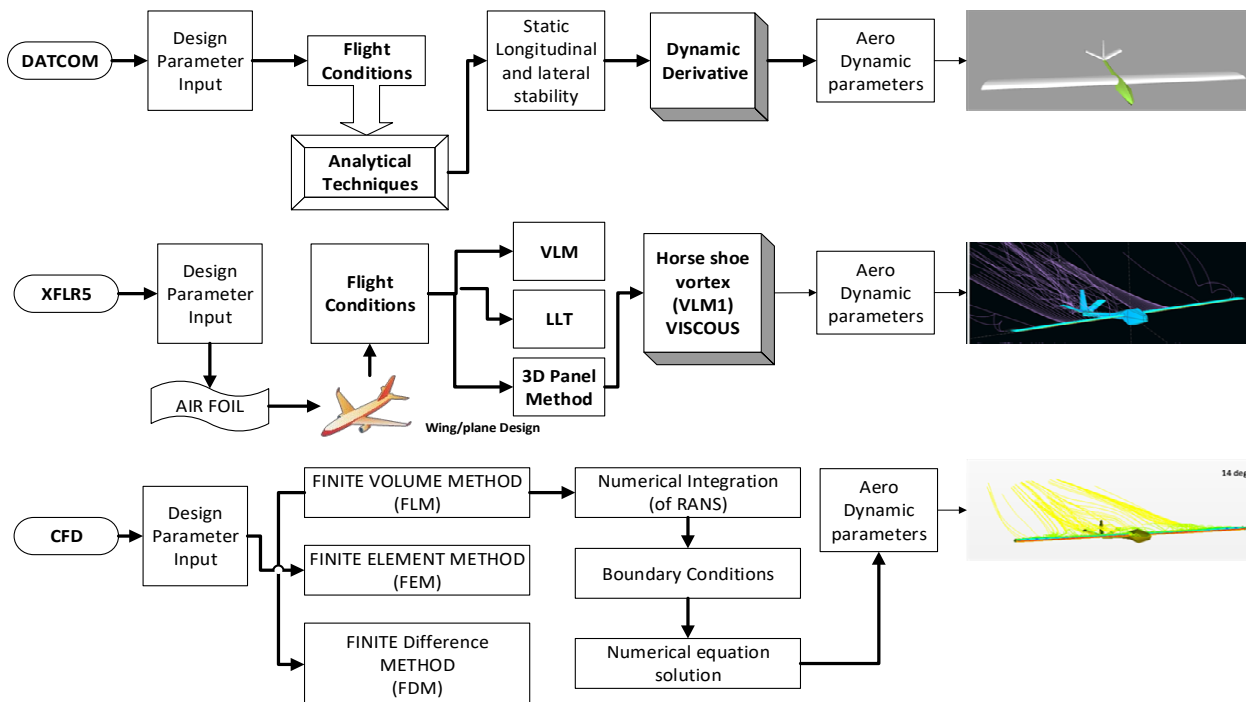 DATCOM
Design
Parameter
Input
Flight
Conditions
Analytical
Techniques
Static
Longitudinal
and lateral
stability
Dynamic
Derivative
Aero
Dynamic
parameters
XFLR5
Design
Parameter
Input
AIR FOIL
Wing/plane Design
Flight
Conditions
VLM
LLT
3D Panel
Method
Horse shoe
vortex
(VLM1)
VISCOUS
Aero
Dynamic
parameters
CFD
Design
Parameter
Input
FINITE VOLUME METHOD
(FLM)
FINITE ELEMENT METHOD
(FEM)
FINITE Difference
METHOD
(FDM)
Numerical Integration
(of RANS)
Boundary Conditions
Numerical equation
solution
Aero
Dynamic
parameters
14 deg